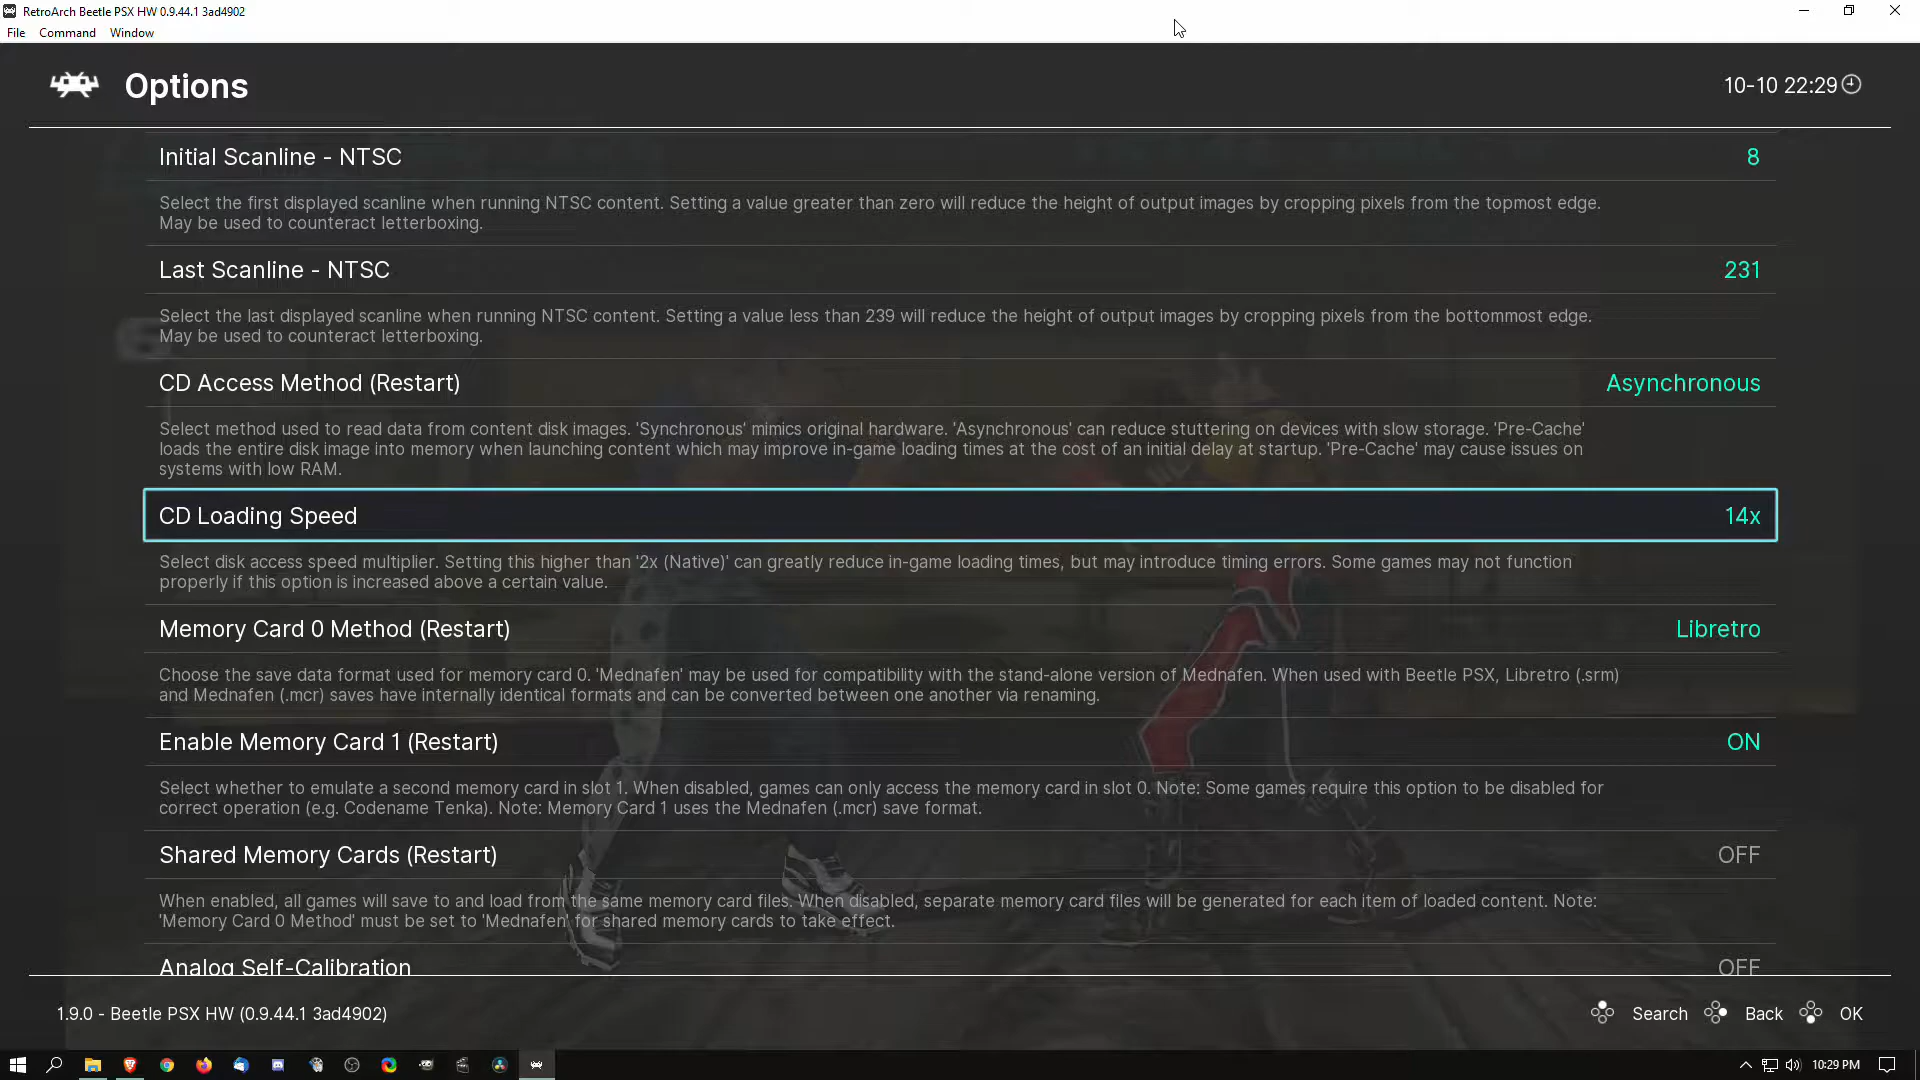 RetroArch Beetle PSX HW 0.9.44.1 3ad4902
File Command Window
Options
10-10 22:29
Initial Scanline - NTSC 8
Select the first displayed scanline when running NTSC content. Setting a value greater than zero will reduce the height of output images by cropping pixels from the topmost edge.
May be used to counteract letterboxing.
Last Scanline - NTSC 231
Select the last displayed scanline when running NTSC content. Setting a value less than 239 will reduce the height of output images by cropping pixels from the bottommost edge.
May be used to counteract letterboxing.
CD Access Method (Restart) Asynchronous
Select method used to read data from content disk images. 'Synchronous' mimics original hardware. 'Asynchronous' can reduce stuttering on devices with slow storage. 'Pre-Cache'
loads the entire disk image into memory when launching content which may improve in-game loading times at the cost of an initial delay at startup. 'Pre-Cache' may cause issues on
systems with low RAM.
CD Loading Speed 14x
Select disk access speed multiplier. Setting this higher than '2x (Native)' can greatly reduce in-game loading times, but may introduce timing errors. Some games may not function
properly if this option is increased above a certain value.
Memory Card 0 Method (Restart) Libretro
Choose the save data format used for memory card 0. 'Mednafen' may be used for compatibility with the stand-alone version of Mednafen. When used with Beetle PSX, Libretro (.srm)
and Mednafen (.mcr) saves have internally identical formats and can be converted between one another via renaming.
Enable Memory Card 1 (Restart) ON
Select whether to emulate a second memory card in slot 1. When disabled, games can only access the memory card in slot 0. Note: Some games require this option to be disabled for
correct operation (e.g. Codename Tenka). Note: Memory Card 1 uses the Mednafen (.mcr) save format.
Shared Memory Cards (Restart) OFF
When enabled, all games will save to and load from the same memory card files. When disabled, separate memory card files will be generated for each item of loaded content. Note:
'Memory Card 0 Method' must be set to 'Mednafen' for shared memory cards to take effect.
Analog Self-Calibration OFF
1.9.0 - Beetle PSX HW (0.9.44.1 3ad4902)
Search Back OK
10:29 PM